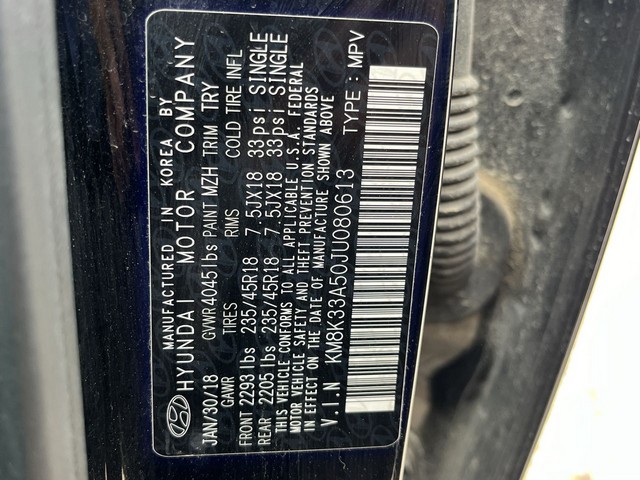 MANUFACTURED IN KOREA BY
HYUNDAI MOTOR COMPANY
JAN/30/18 GVWR4045lbs PAINT MZH TRIM TRY
GAWR TIRES RIMS COLD TIRE INFL
FRONT 2293 lbs 235/45R18 7.5JX18 33psi SINGLE
REAR 2205 lbs 235/45R18 7.5JX18 33psi SINGLE
THIS VEHICLE CONFORMS TO ALL APPLICABLE U.S.A. FEDERAL
MOTOR VEHICLE SAFETY AND THEFT PREVENTION STANDARDS
IN EFFECT ON THE DATE OF MANUFACTURE SHOWN ABOVE
V.I.N KM8K33A50JU080613 TYPE : MPV